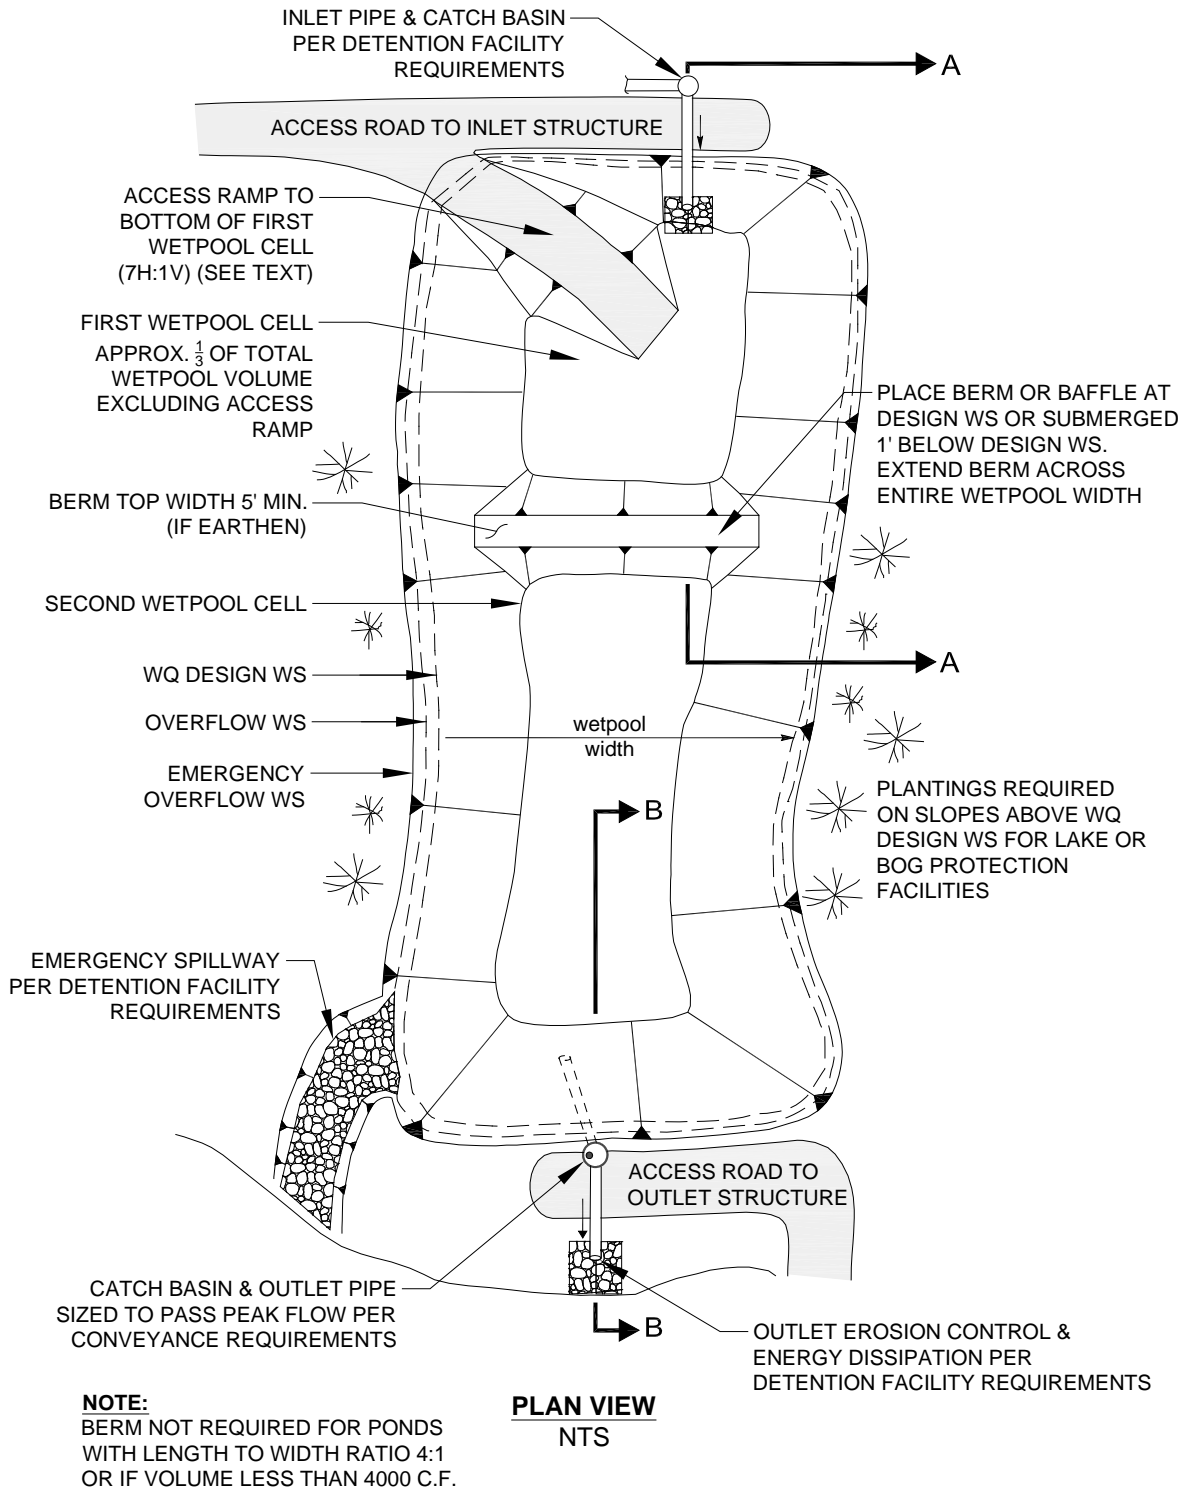 INLET PIPE & CATCH BASIN
PER DETENTION FACILITY
REQUIREMENTS
A
ACCESS ROAD TO INLET STRUCTURE
ACCESS RAMP TO
BOTTOM OF FIRST
WETPOOL CELL
(7H:1V) (SEE TEXT)
FIRST WETPOOL CELL
APPROX. 1/3 OF TOTAL
WETPOOL VOLUME
EXCLUDING ACCESS
RAMP
PLACE BERM OR BAFFLE AT
DESIGN WS OR SUBMERGED
1' BELOW DESIGN WS.
EXTEND BERM ACROSS
ENTIRE WETPOOL WIDTH
BERM TOP WIDTH 5' MIN.
(IF EARTHEN)
SECOND WETPOOL CELL
A
WQ DESIGN WS
OVERFLOW WS
wetpool
width
EMERGENCY
OVERFLOW WS
B
PLANTINGS REQUIRED
ON SLOPES ABOVE WQ
DESIGN WS FOR LAKE OR
BOG PROTECTION
FACILITIES
EMERGENCY SPILLWAY
PER DETENTION FACILITY
REQUIREMENTS
ACCESS ROAD TO
OUTLET STRUCTURE
CATCH BASIN & OUTLET PIPE
SIZED TO PASS PEAK FLOW PER
CONVEYANCE REQUIREMENTS
B
OUTLET EROSION CONTROL &
ENERGY DISSIPATION PER
DETENTION FACILITY REQUIREMENTS
NOTE:
BERM NOT REQUIRED FOR PONDS
WITH LENGTH TO WIDTH RATIO 4:1
OR IF VOLUME LESS THAN 4000 C.F.
PLAN VIEW
NTS